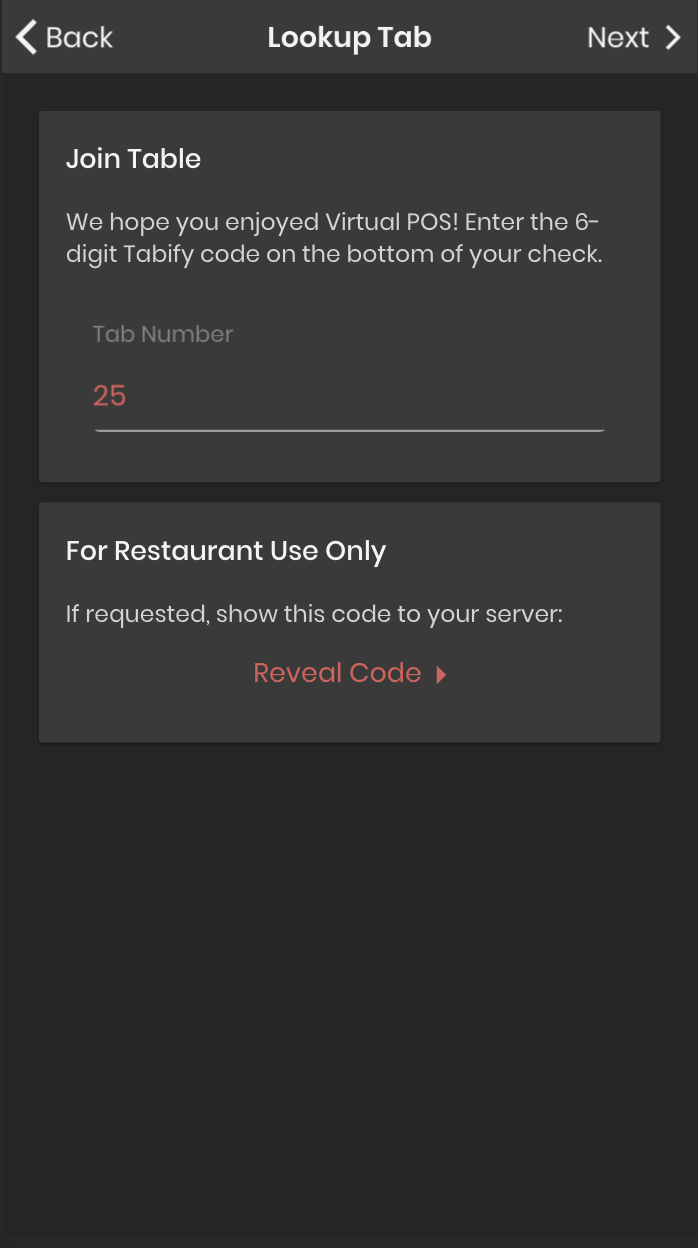 Back
Lookup Tab
Next
Join Table
We hope you enjoyed Virtual POS! Enter the 6-
digit Tabify code on the bottom of your check.
Tab Number
25
For Restaurant Use Only
If requested, show this code to your server:
Reveal Code